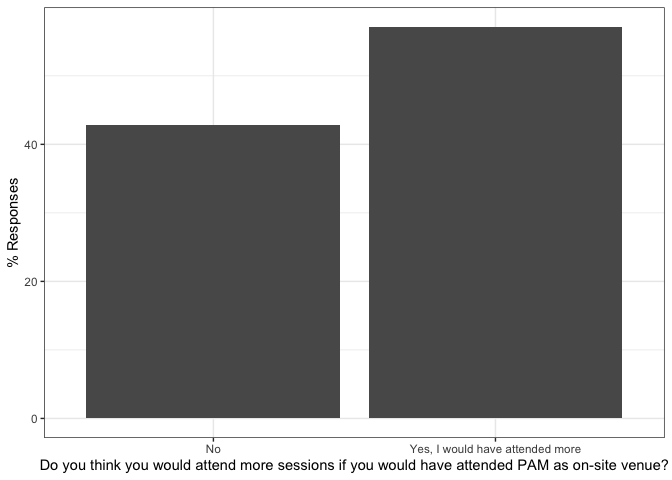 % Responses
40
20
0
No
Yes, I would have attended more
Do you think you would attend more sessions if you would have attended PAM as on-site venue?